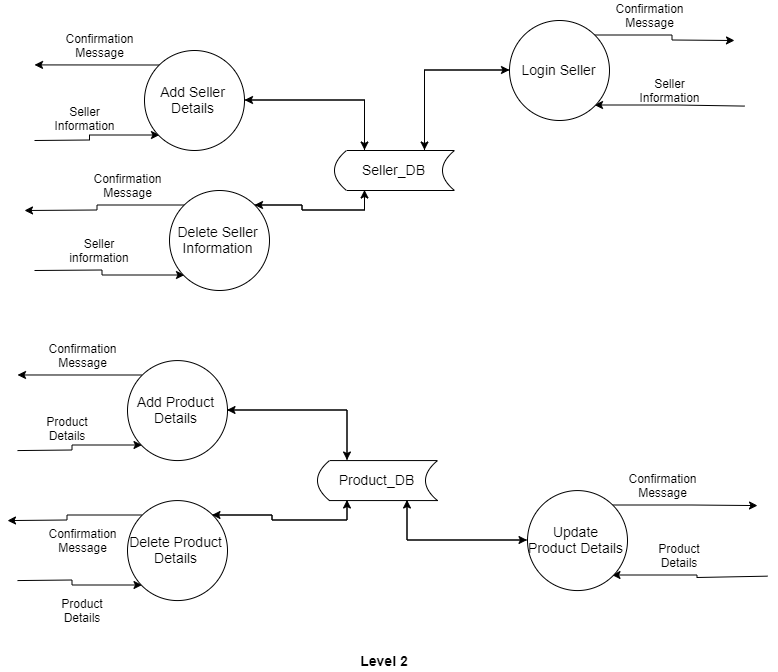 Confirmation
Message
Add Seller
Details
Seller
Information
Confirmation
Message
Login Seller
Seller
Information
Seller_DB
Confirmation
Message
Delete Seller
Information
Seller
information
Confirmation
Message
Add Product
Details
Product
Details
Product_DB
Confirmation
Message
Delete Product
Details
Product
Details
Confirmation
Message
Update
Product Details
Product
Details
Level 2